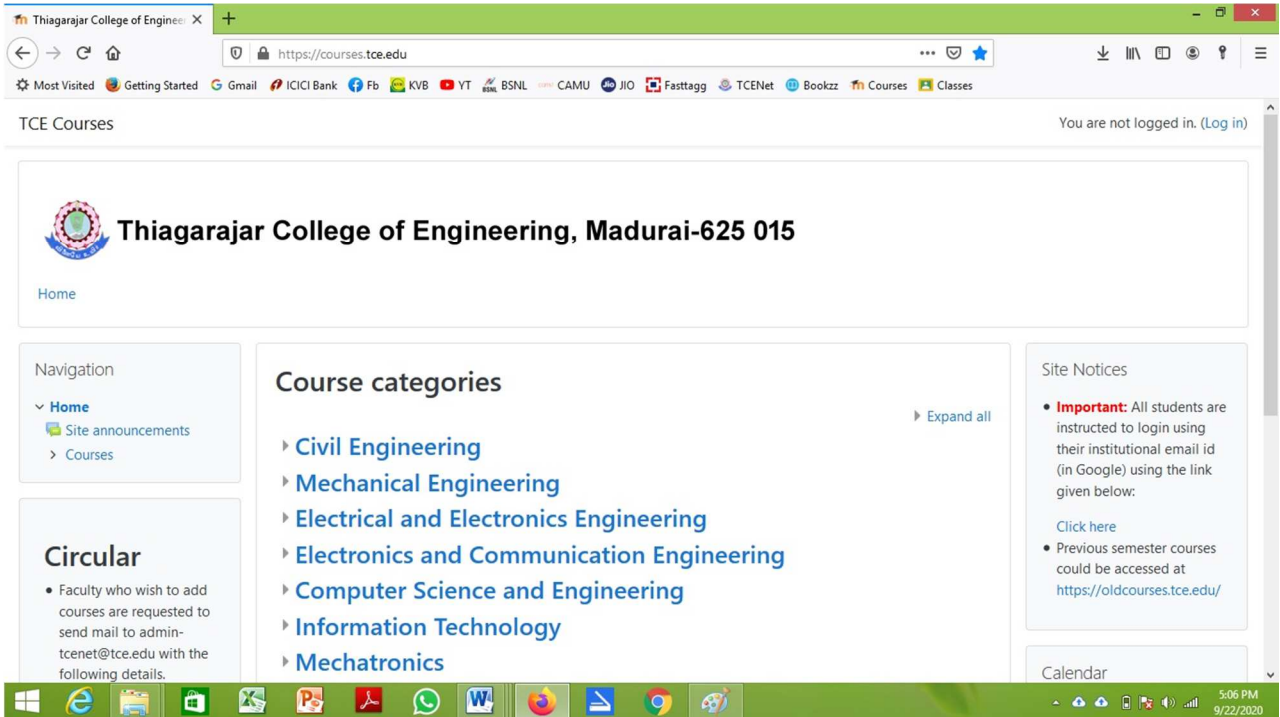 Thiagarajar College of Engineer
https://courses.tce.edu
Most Visited Getting Started Gmail ICICI Bank Fb KVB YT BSNL CAMU JIO Fasttagg TCENet Bookzz Courses Classes
TCE Courses
You are not logged in. (Log in)
Thiagarajar College of Engineering, Madurai-625 015
Home
Navigation
Home
Site announcements
Courses
Circular
• Faculty who wish to add
courses are requested to
send mail to admin-
tcenet@tce.edu with the
following details.
Course categories
Expand all
Civil Engineering
Mechanical Engineering
Electrical and Electronics Engineering
Electronics and Communication Engineering
Computer Science and Engineering
Information Technology
Mechatronics
Site Notices
• Important: All students are
instructed to login using
their institutional email id
(in Google) using the link
given below:
Click here
• Previous semester courses
could be accessed at
https://oldcourses.tce.edu/
Calendar
5:06 PM
9/22/2020